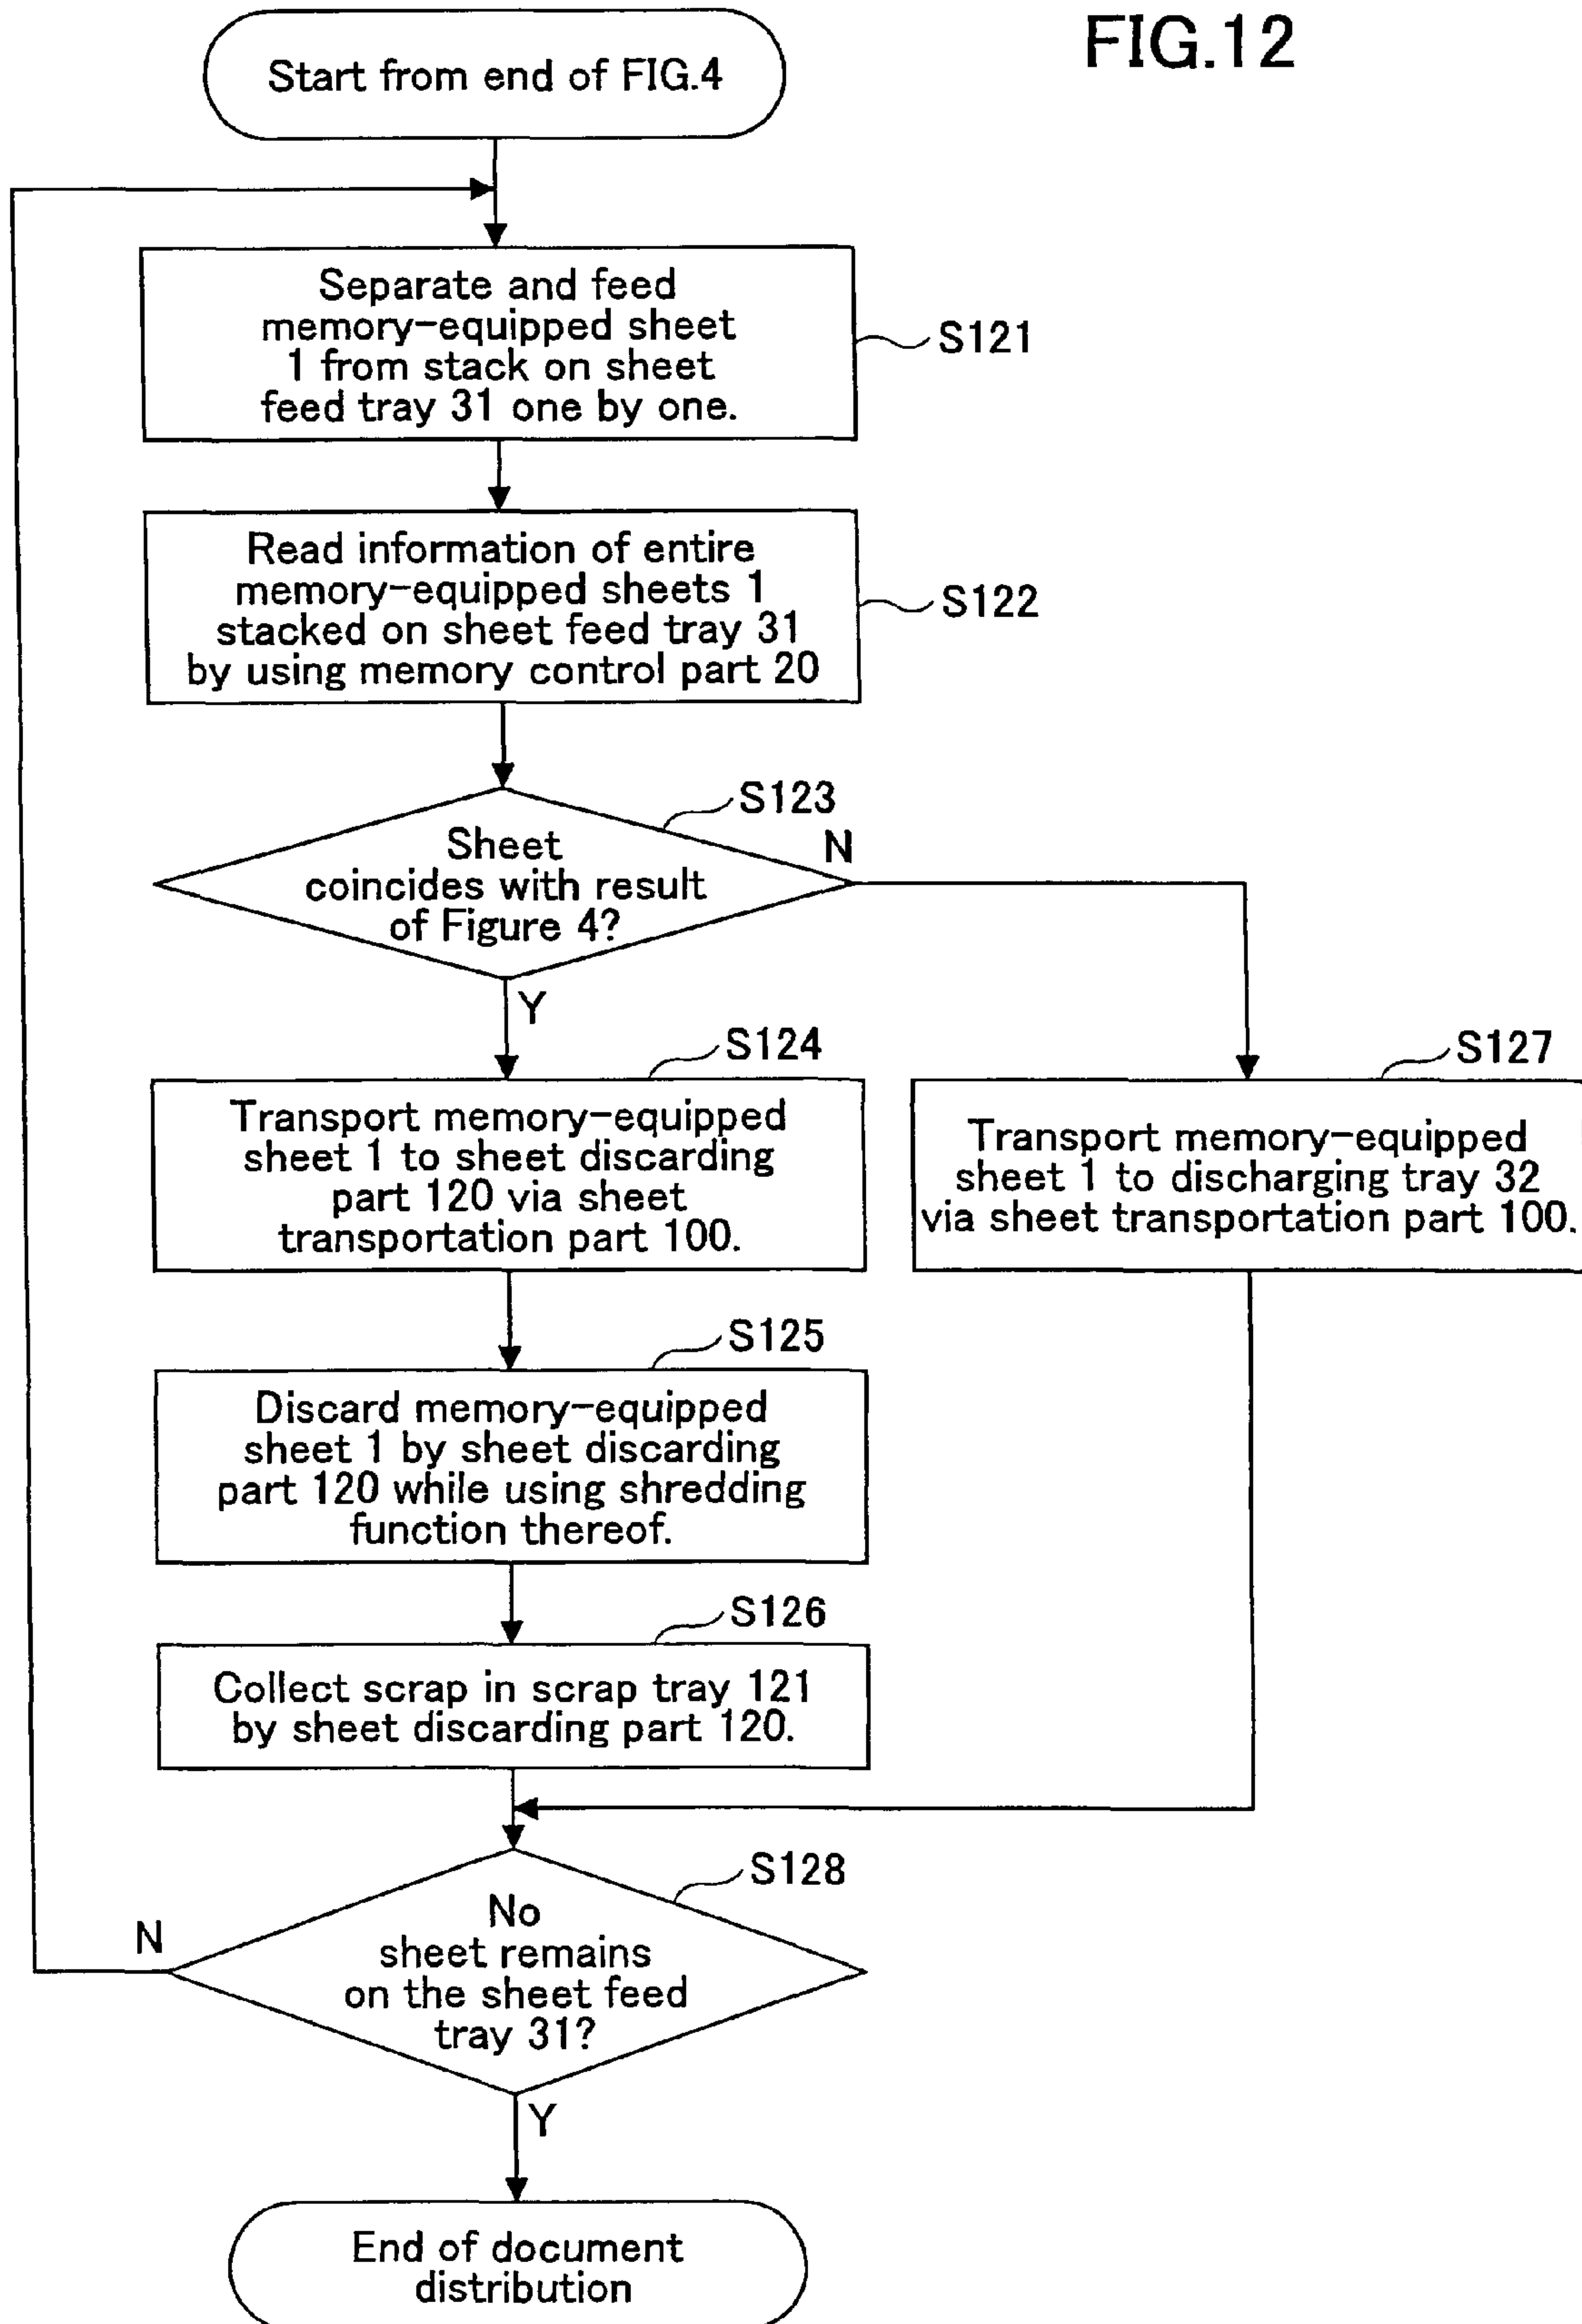 FIG.12
Start from end of FIG.4
Separate and feed
memory-equipped sheet
1 from stack on sheet
feed tray 31 one by one.
S121
Read information of entire
memory-equipped sheets 1
stacked on sheet feed tray 31
by using memory control part 20
S122
S123
Sheet
coincides with result
of Figure 4?
N
Y
S124
Transport memory-equipped
sheet 1 to sheet discarding
part 120 via sheet
transportation part 100.
S127
Transport memory-equipped
sheet 1 to discharging tray 32
via sheet transportation part 100.
S125
Discard memory-equipped
sheet 1 by sheet discarding
part 120 while using shredding
function thereof.
S126
Collect scrap in scrap tray 121
by sheet discarding part 120.
S128
No
sheet remains
on the sheet feed
tray 31?
N
Y
End of document
distribution